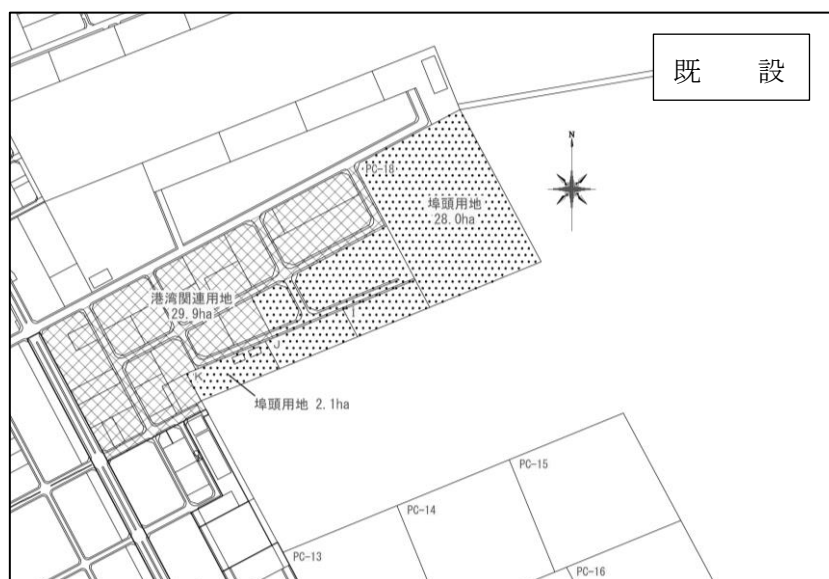 既 設
N
PC-18
埠頭用地
28.0ha
港湾関連用地
29.9ha
I
J
K
埠頭用地 2.1ha
PC-15
PC-14
PC-13
PC-16